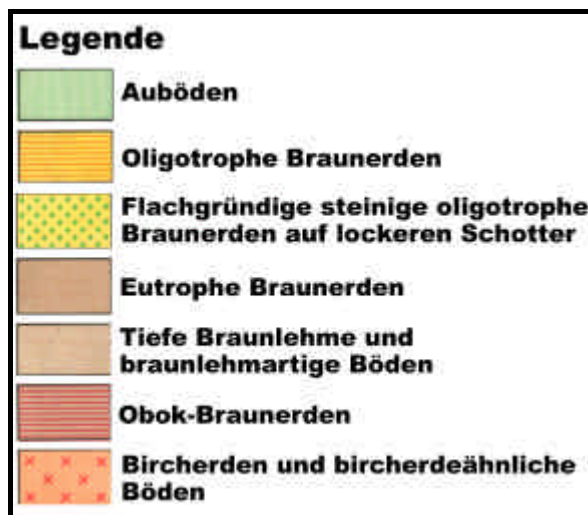 Legende
Auböden
Oligotrophe Braunerden
Flachgründige steinige oligotrophe
Braunerden auf lockeren Schotter
Eutrophe Braunerden
Tiefe Braunlehme und
braunlehmartige Böden
Obok-Braunerden
Bircherden und bircherdeähnliche
Böden